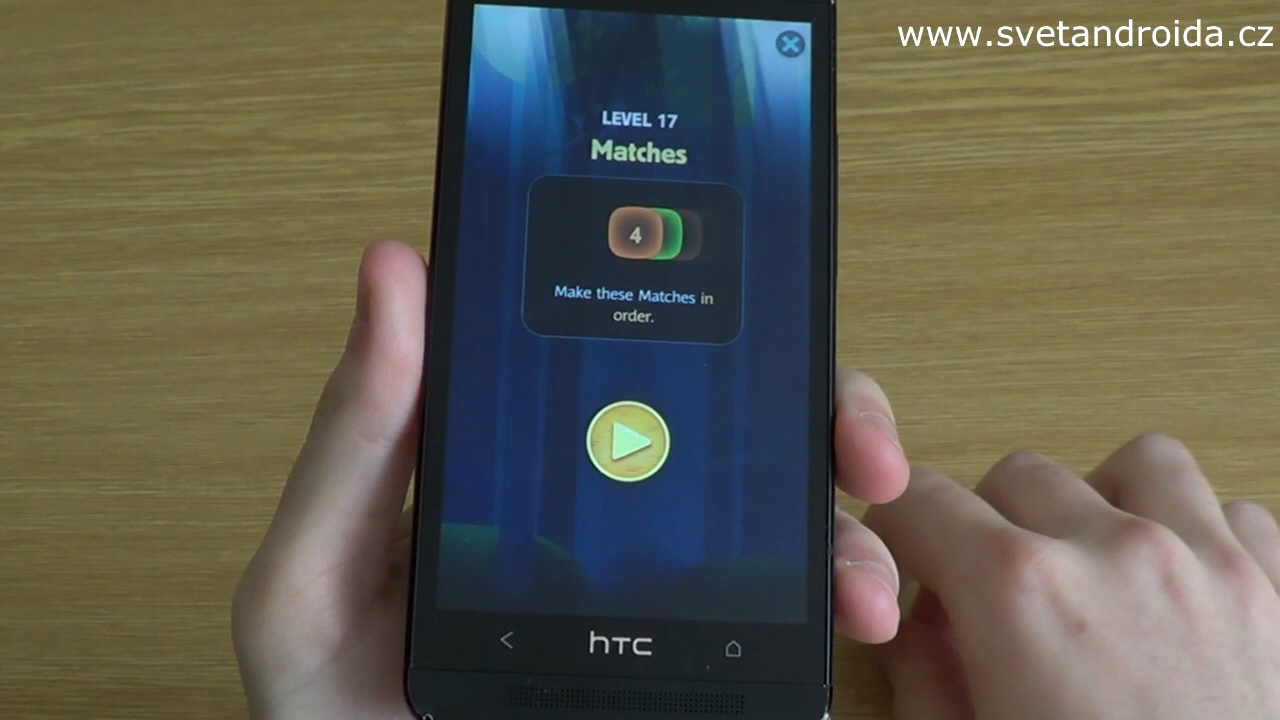 www.svetandroida.cz
LEVEL 17
Matches
4
Make these Matches in
order.
hTC